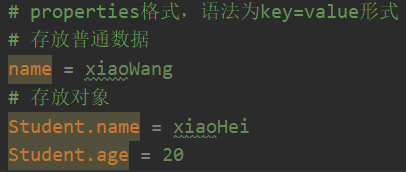 # properties格式，语法为key=value形式
# 存放普通数据
name = xiaoWang
# 存放对象
Student.name = xiaoHei
Student.age = 20